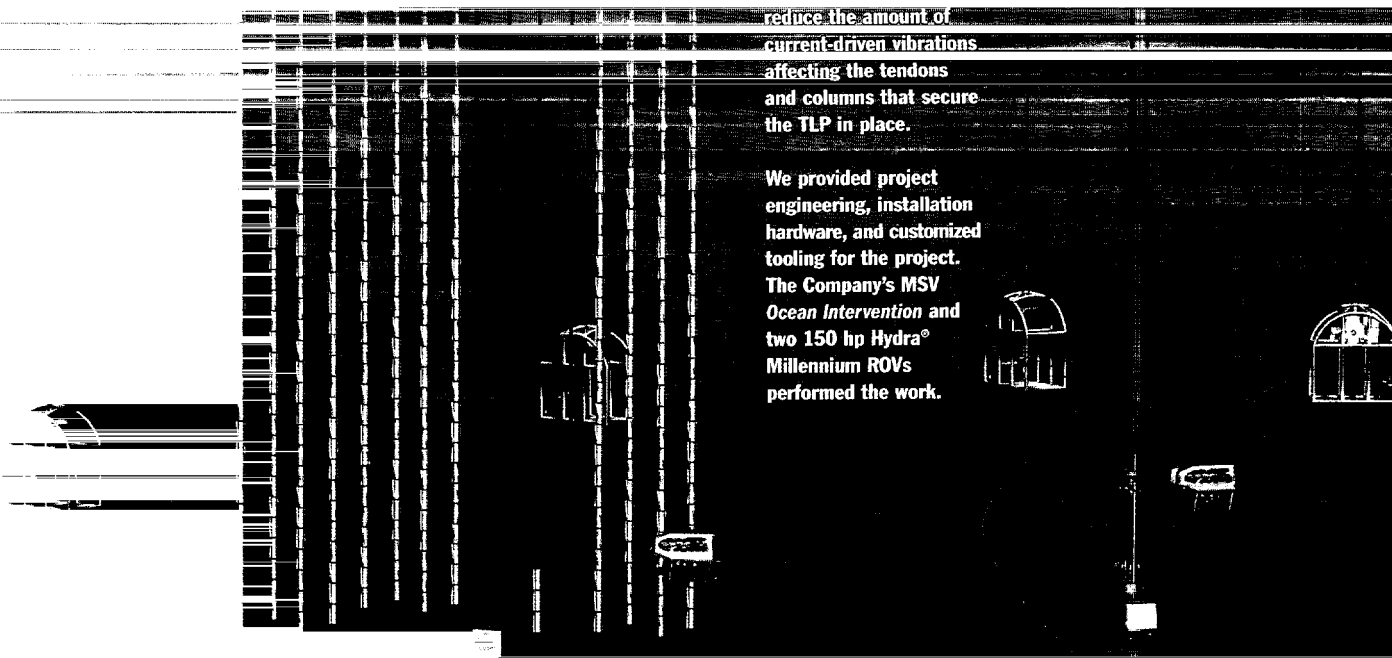 reduce the amount of
current-driven vibrations
affecting the tendons
and columns that secure
the TLP in place.
We provided project
engineering, installation
hardware, and customized
tooling for the project.
The Company's MSV
Ocean Intervention and
two 150 hp Hydra®
Millennium ROVs
performed the work.